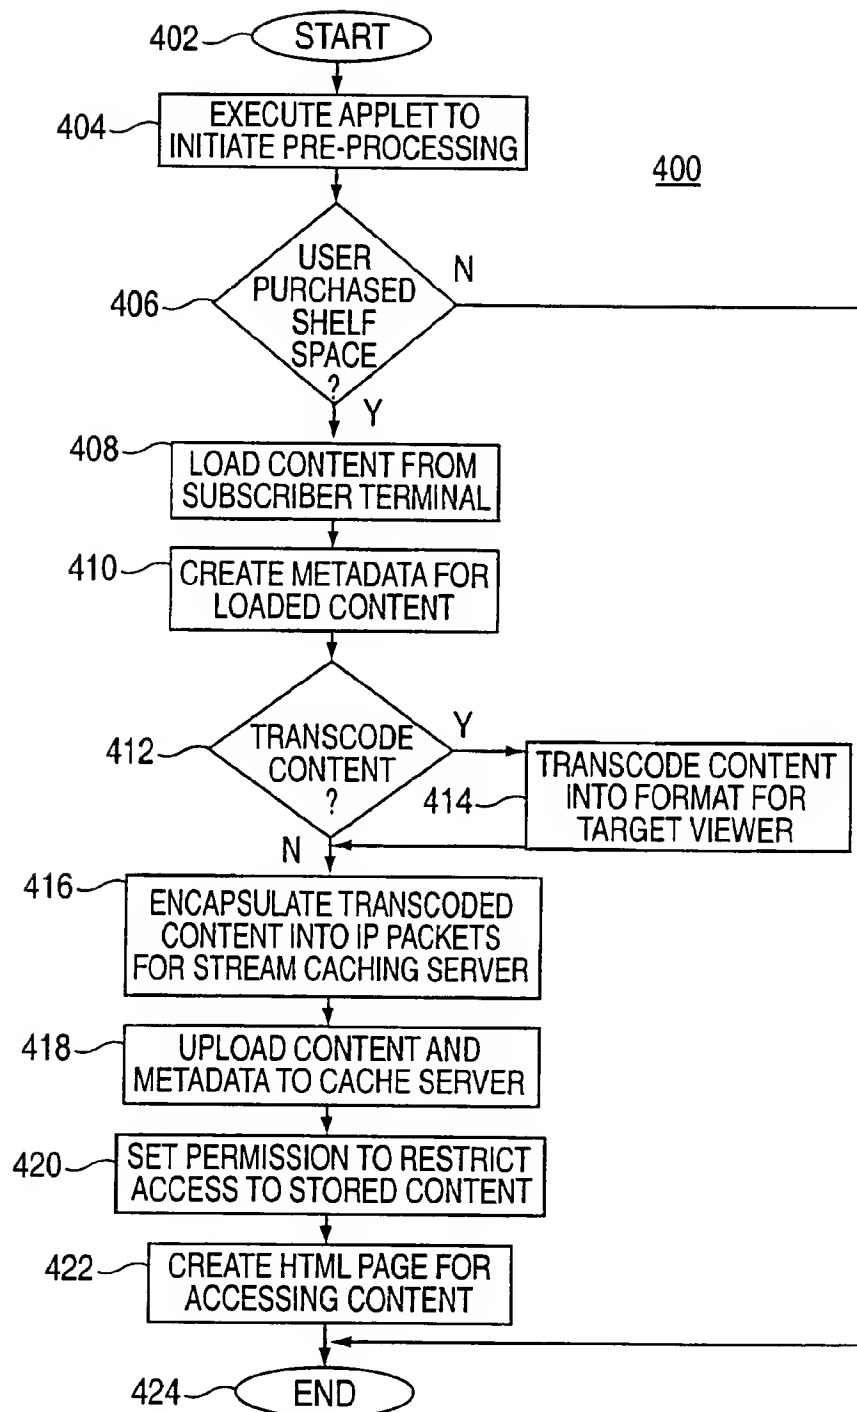 402
START
404
EXECUTE APPLET TO
INITIATE PRE-PROCESSING
400
406
USER
PURCHASED
SHELF
SPACE
?
N
Y
408
LOAD CONTENT FROM
SUBSCRIBER TERMINAL
410
CREATE METADATA FOR
LOADED CONTENT
412
TRANSCODE
CONTENT
?
Y
414
TRANSCODE CONTENT
INTO FORMAT FOR
TARGET VIEWER
N
416
ENCAPSULATE TRANSCODED
CONTENT INTO IP PACKETS
FOR STREAM CACHING SERVER
418
UPLOAD CONTENT AND
METADATA TO CACHE SERVER
420
SET PERMISSION TO RESTRICT
ACCESS TO STORED CONTENT
422
CREATE HTML PAGE FOR
ACCESSING CONTENT
424
END